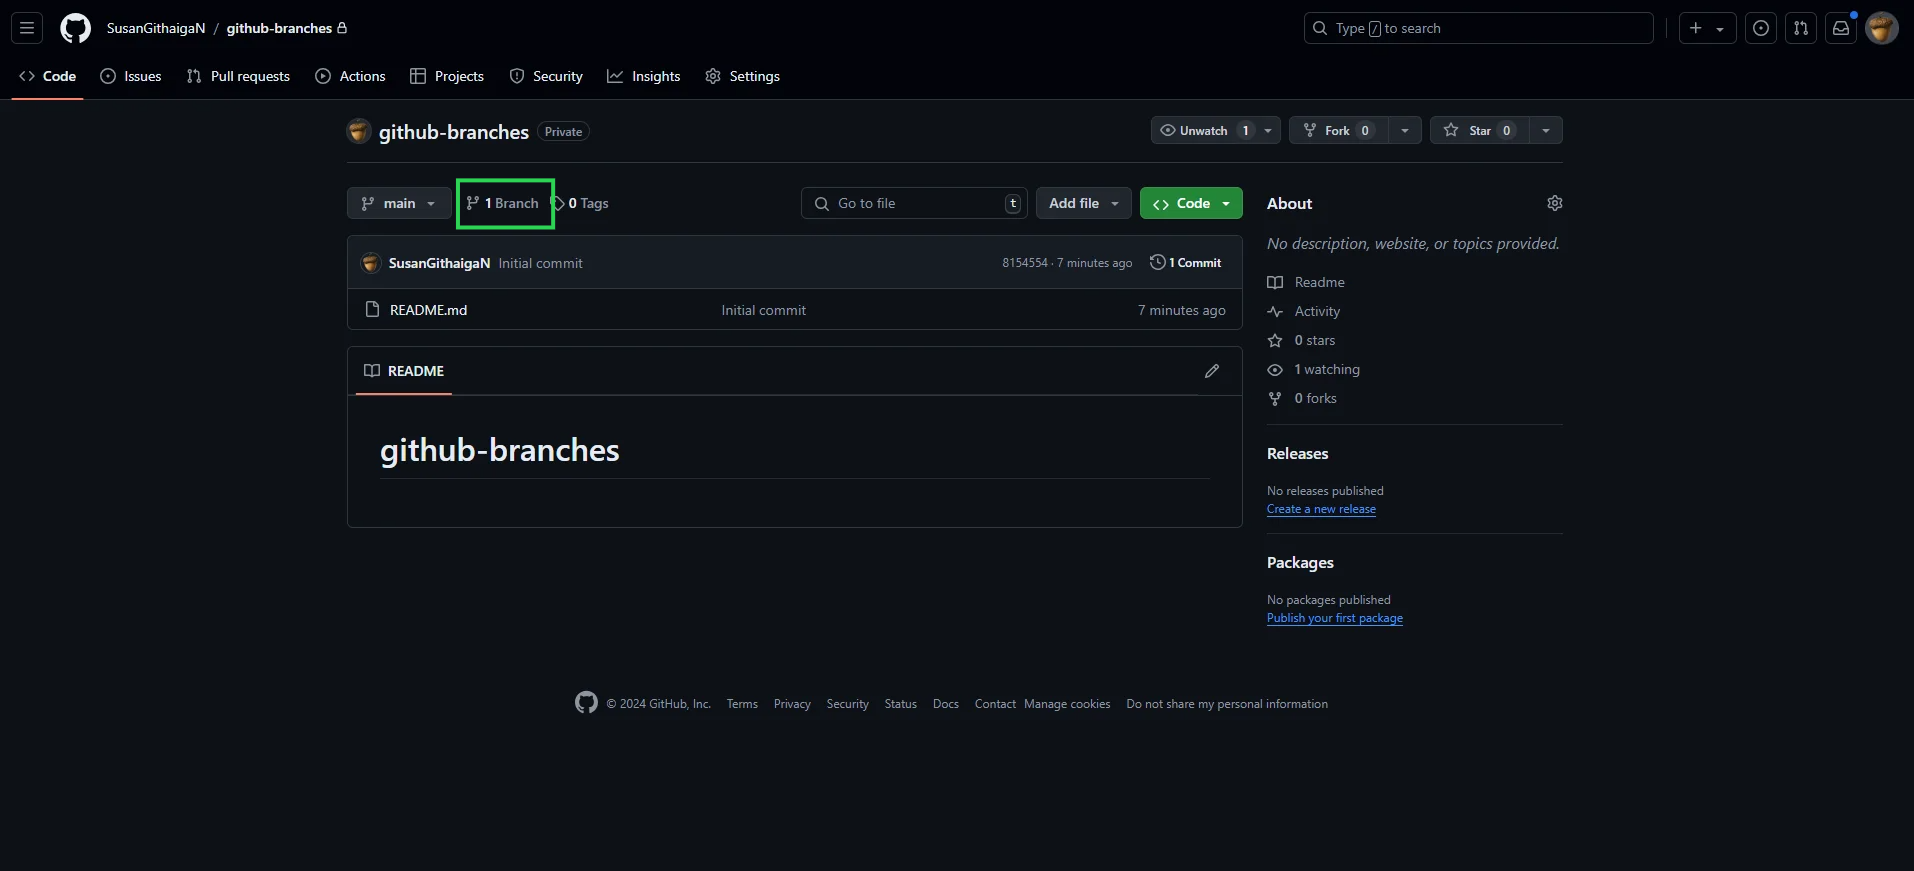 SusanGithaigaN / github-branches
Type / to search
Code Issues Pull requests Actions Projects Security Insights Settings
github-branches Private
Unwatch 1 Fork 0 Star 0
main 1 Branch 0 Tags
Go to file t Add file Code
SusanGithaigaN Initial commit 8154554 · 7 minutes ago 1 Commit
README.md Initial commit 7 minutes ago
README
github-branches
About
No description, website, or topics provided.
Readme
Activity
0 stars
1 watching
0 forks
Releases
No releases published
Create a new release
Packages
No packages published
Publish your first package
© 2024 GitHub, Inc. Terms Privacy Security Status Docs Contact Manage cookies Do not share my personal information